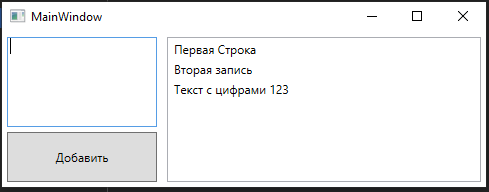 MainWindow
Первая Строка
Вторая запись
Текст с цифрами 123
Добавить